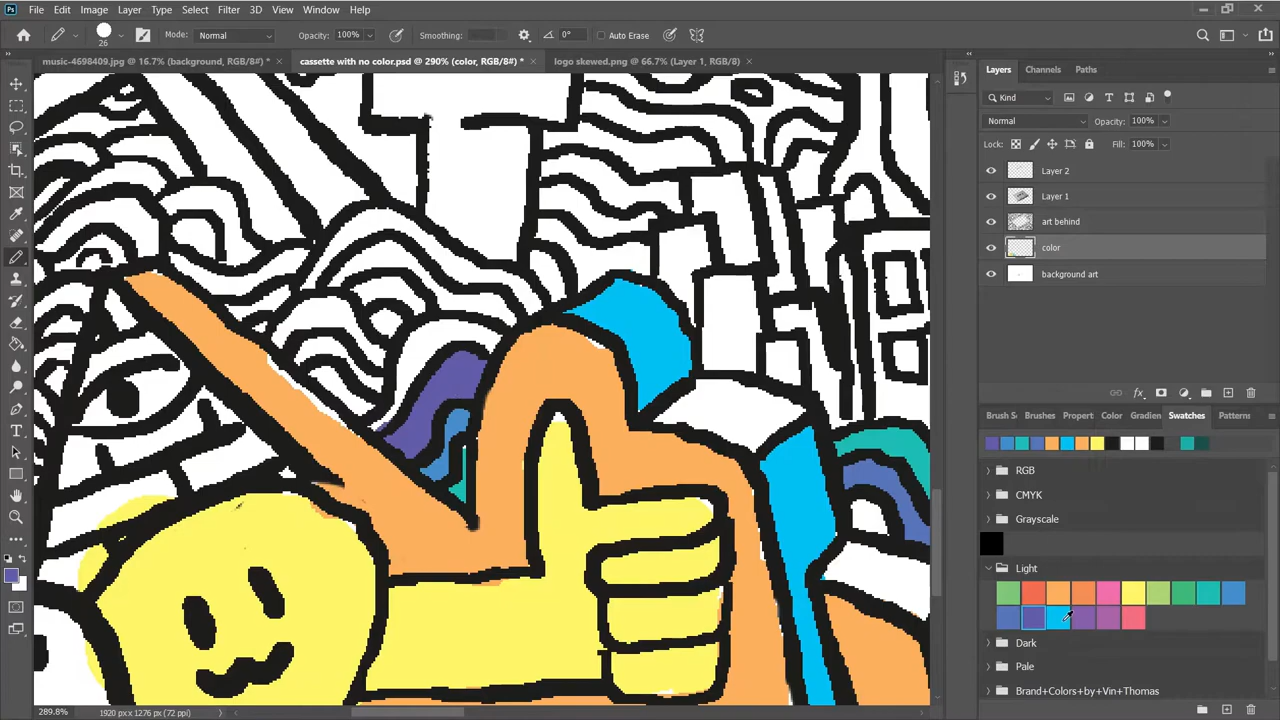 Ps File Edit Image Layer Type Select Filter 3D View Window Help
26 Mode: Normal Opacity: 100% Smoothing: 0° Auto Erase
music-4698409.jpg @ 16.7% (background, RGB/8#) * × cassette with no color.psd @ 290% (color, RGB/8#) * × logo skewed.png @ 66.7% (Layer 1, RGB/8) ×
Layers Channels Paths
Kind
Normal Opacity: 100%
Lock: Fill: 100%
Layer 2
Layer 1
art behind
color
background art
fx
Brush S Brushes Propert Color Gradien Swatches Patterns
RGB
CMYK
Grayscale
Light
Dark
Pale
Brand+Colors+by+Vin+Thomas
289.8% 1920 px x 1276 px (72 ppi)